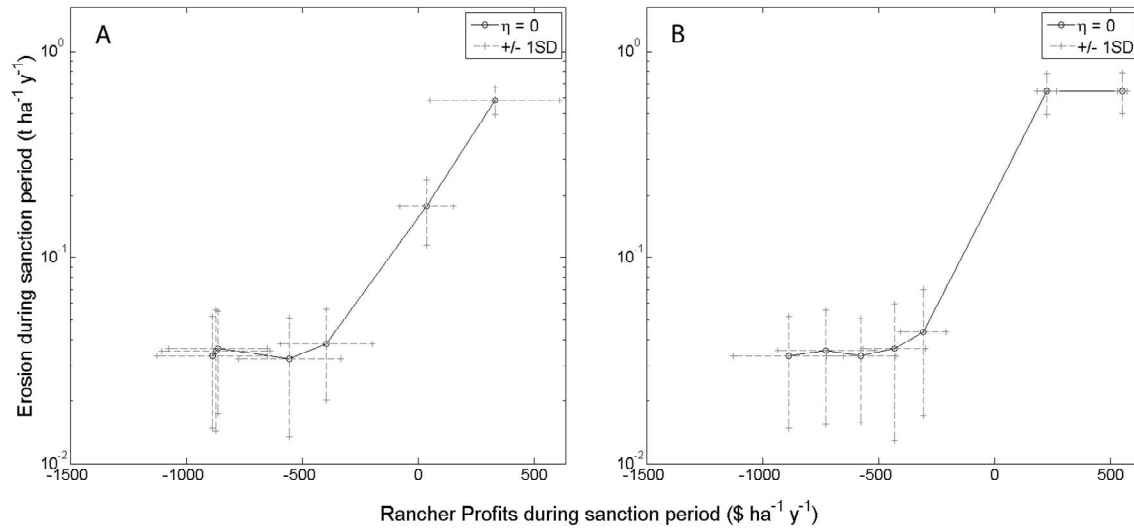 A
η = 0
+/- 1SD
B
η = 0
+/- 1SD
Erosion during sanction period (t ha⁻¹ y⁻¹)
10⁰
10⁻¹
10⁻²
-1500 -1000 -500 0 500
10⁰
10⁻¹
10⁻²
-1500 -1000 -500 0 500
Rancher Profits during sanction period ($ ha⁻¹ y⁻¹)